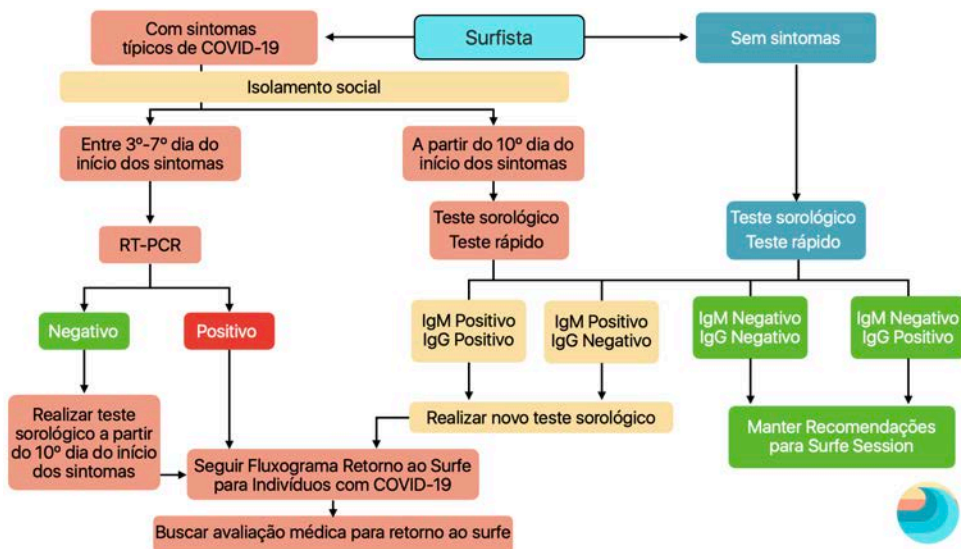 Com sintomas
típicos de COVID-19
Surfista
Sem sintomas
Isolamento social
Entre 3º-7º dia do
início dos sintomas
A partir do 10º dia do
início dos sintomas
RT-PCR
Teste sorológico
Teste rápido
Teste sorológico
Teste rápido
Negativo
Positivo
IgM Positivo
IgG Positivo
IgM Positivo
IgG Negativo
IgM Negativo
IgG Negativo
IgM Negativo
IgG Positivo
Realizar teste
sorológico a partir
do 10º dia do início
dos sintomas
Realizar novo teste sorológico
Manter Recomendações
para Surfe Session
Seguir Fluxograma Retorno ao Surfe
para Indivíduos com COVID-19
Buscar avaliação médica para retorno ao surfe